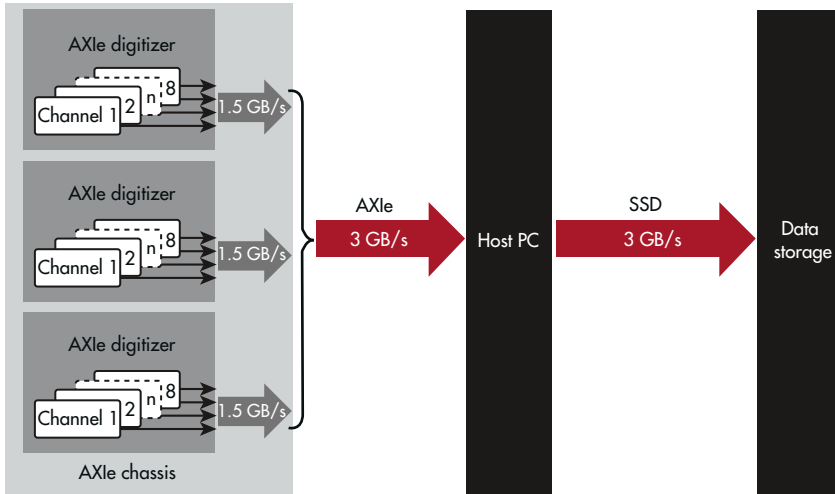 AXIe digitizer
Channel 1
2
n
8
1.5 GB/s
AXIe digitizer
Channel 1
2
n
8
1.5 GB/s
AXIe digitizer
Channel 1
2
n
8
1.5 GB/s
AXIe chassis
AXIe
3 GB/s
Host PC
SSD
3 GB/s
Data
storage